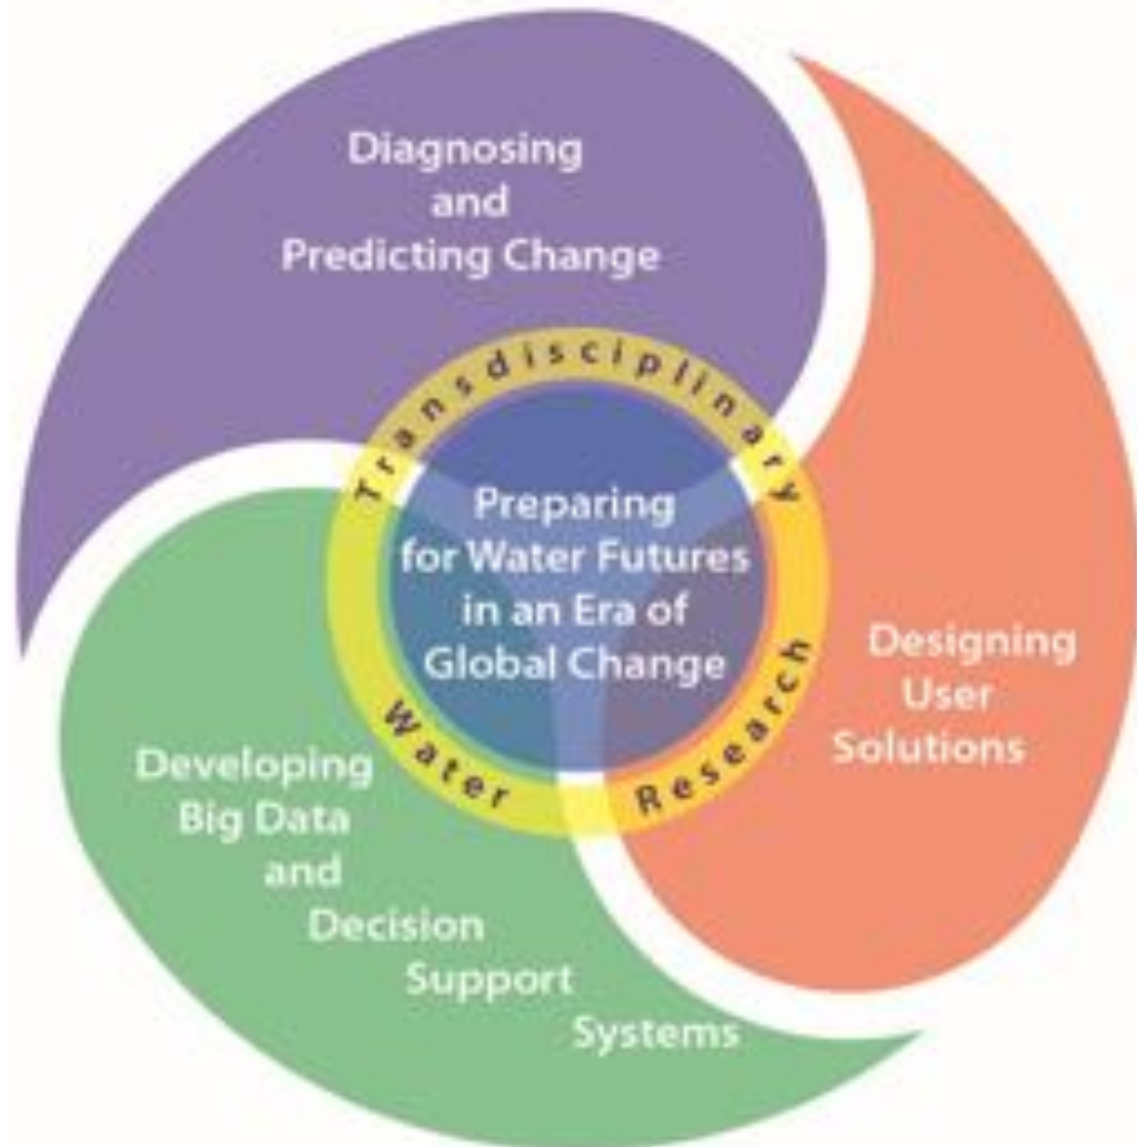 Diagnosing
and
Predicting Change
Transdisciplinary
Preparing
for Water Futures
in an Era of
Global Change
Water
Research
Designing
User
Solutions
Developing
Big Data
and
Decision
Support
Systems